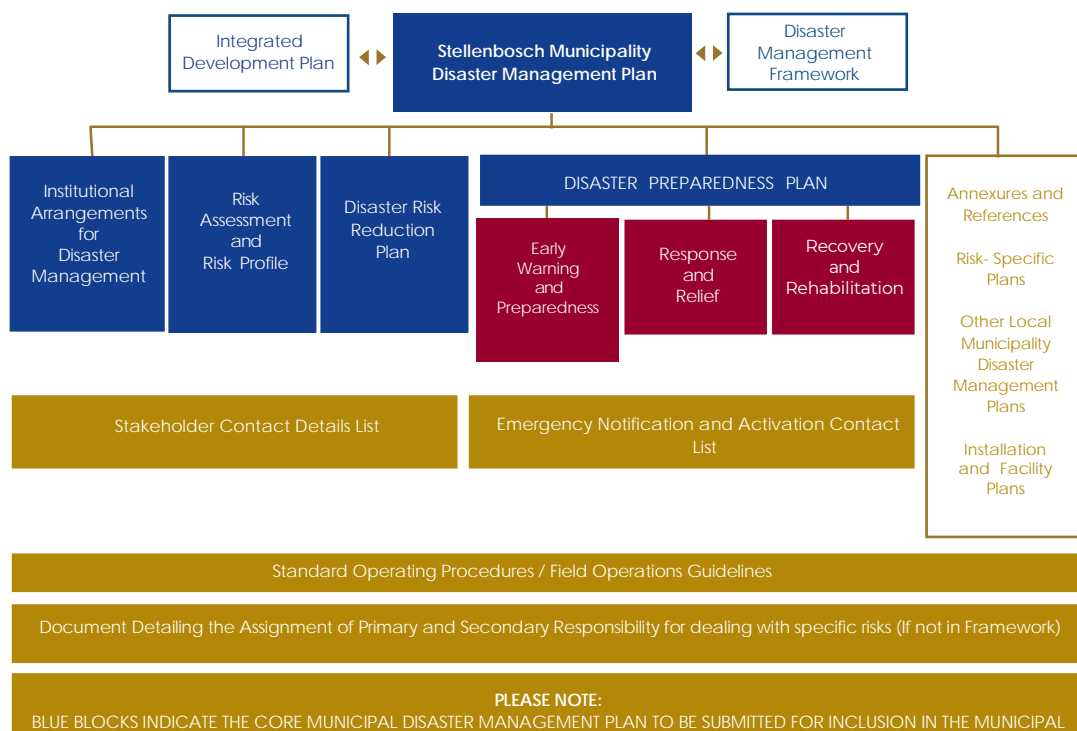 Integrated
Development Plan
Stellenbosch Municipality
Disaster Management Plan
Disaster
Management
Framework
Institutional
Arrangements
for
Disaster
Management
Risk
Assessment
and
Risk Profile
Disaster Risk
Reduction
Plan
DISASTER PREPAREDNESS PLAN
Early
Warning
and
Preparedness
Response
and
Relief
Recovery
and
Rehabilitation
Annexures and
References
Risk- Specific
Plans
Other Local
Municipality
Disaster
Management
Plans
Installation
and Facility
Plans
Stakeholder Contact Details List
Emergency Notification and Activation Contact
List
Standard Operating Procedures / Field Operations Guidelines
Document Detailing the Assignment of Primary and Secondary Responsibility for dealing with specific risks (If not in Framework)
PLEASE NOTE:
BLUE BLOCKS INDICATE THE CORE MUNICIPAL DISASTER MANAGEMENT PLAN TO BE SUBMITTED FOR INCLUSION IN THE MUNICIPAL